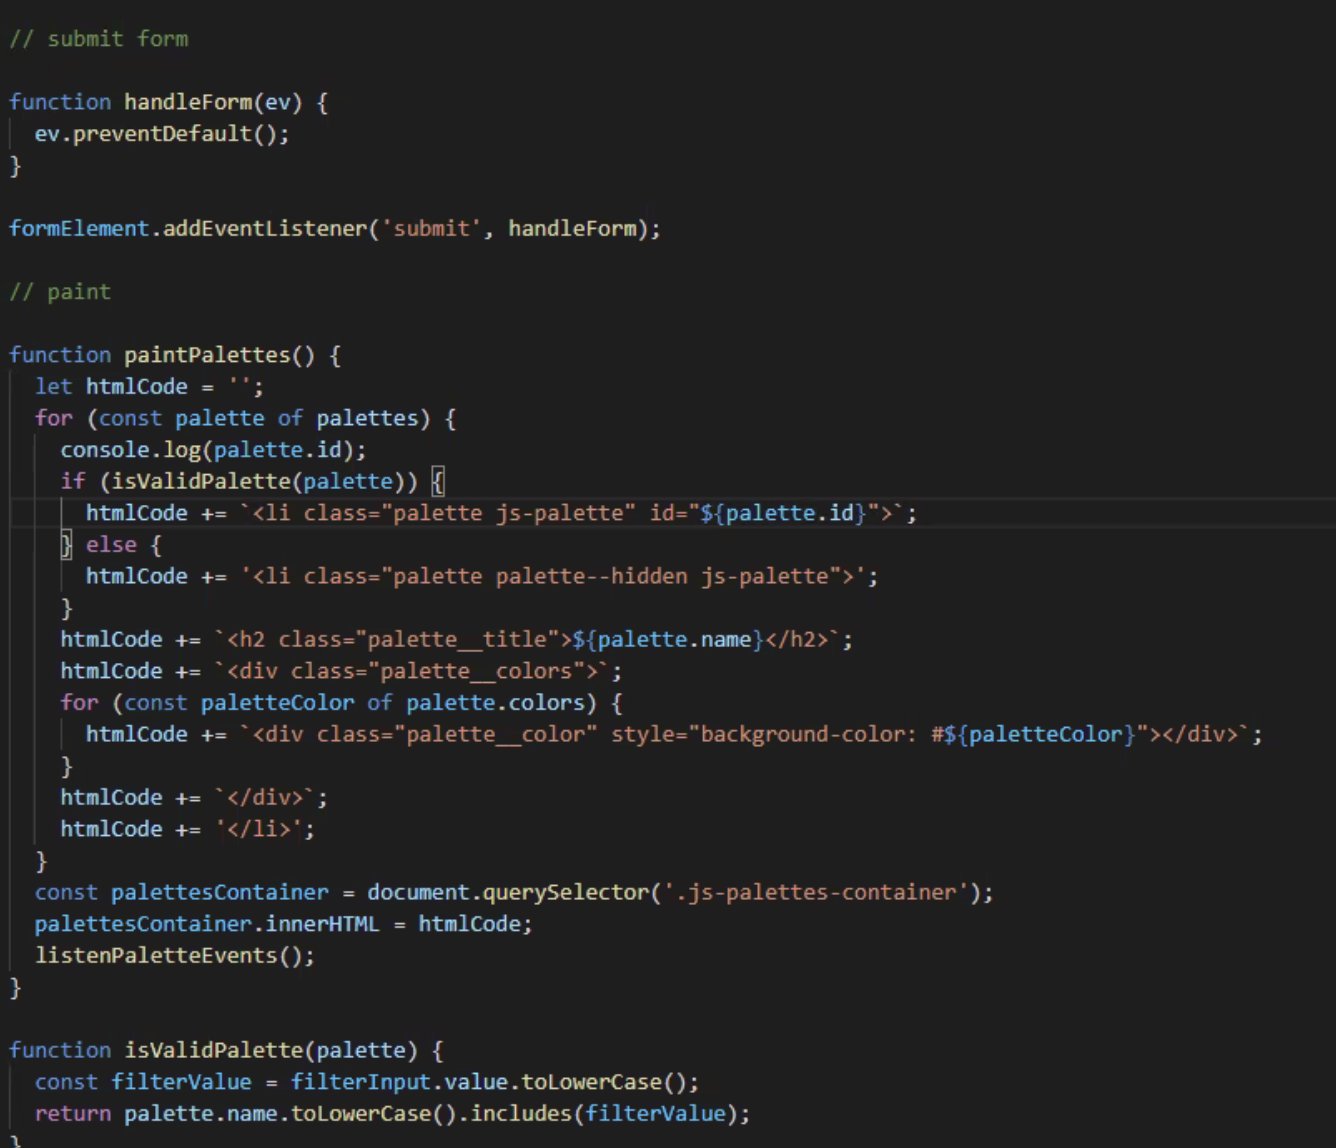 // submit form
function handleForm(ev) {
  ev.preventDefault();
}
formElement.addEventListener('submit', handleForm);
// paint
function paintPalettes() {
  let htmlCode = '';
  for (const palette of palettes) {
    console.log(palette.id);
    if (isValidPalette(palette)) {
      htmlCode += `<li class="palette js-palette" id="${palette.id}">`;
    } else {
      htmlCode += '<li class="palette palette--hidden js-palette">';
    }
    htmlCode += `<h2 class="palette__title">${palette.name}</h2>`;
    htmlCode += `<div class="palette__colors">`;
    for (const paletteColor of palette.colors) {
      htmlCode += `<div class="palette__color" style="background-color: #${paletteColor}"></div>`;
    }
    htmlCode += `</div>`;
    htmlCode += '</li>';
  }
  const palettesContainer = document.querySelector('.js-palettes-container');
  palettesContainer.innerHTML = htmlCode;
  listenPaletteEvents();
}
function isValidPalette(palette) {
  const filterValue = filterInput.value.toLowerCase();
  return palette.name.toLowerCase().includes(filterValue);
}